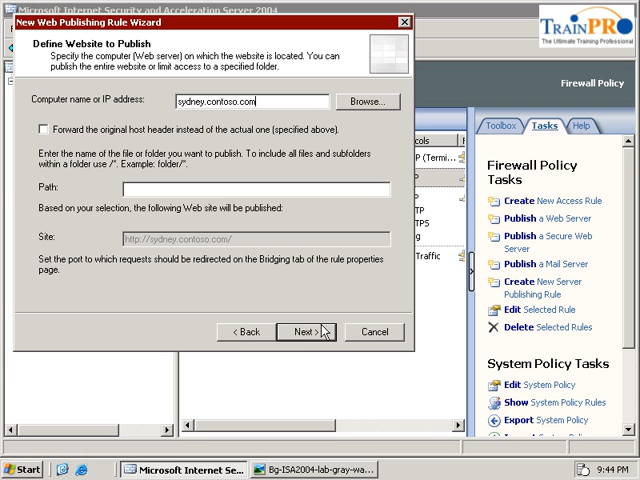 Microsoft Internet Security and Acceleration Server 2004
New Web Publishing Rule Wizard
TrainPRO
The Ultimate Training Professional
Define Website to Publish
Specify the computer (Web server) on which the website is located. You can
publish the entire website or limit access to a specified folder.
Firewall Policy
Computer name or IP address:
sydney.contoso.com
Browse...
Forward the original host header instead of the actual one (specified above).
Enter the name of the file or folder you want to publish. To include all files and subfolders
within a folder use /*. Example: folder/*.
Path:
Based on your selection, the following Web site will be published:
Site:
http://sydney.contoso.com/
Set the port to which requests should be redirected on the Bridging tab of the rule properties
page.
< Back
Next >
Cancel
cols
P (Termi...
P
TP
TPS
g
Traffic
Toolbox
Tasks
Help
Firewall Policy
Tasks
Create New Access Rule
Publish a Web Server
Publish a Secure Web
Server
Publish a Mail Server
Create New Server
Publishing Rule
Edit Selected Rule
Delete Selected Rules
System Policy Tasks
Edit System Policy
Show System Policy Rules
Export System Policy
Start
Microsoft Internet Se...
Bg-ISA2004-lab-gray-wa...
9:44 PM